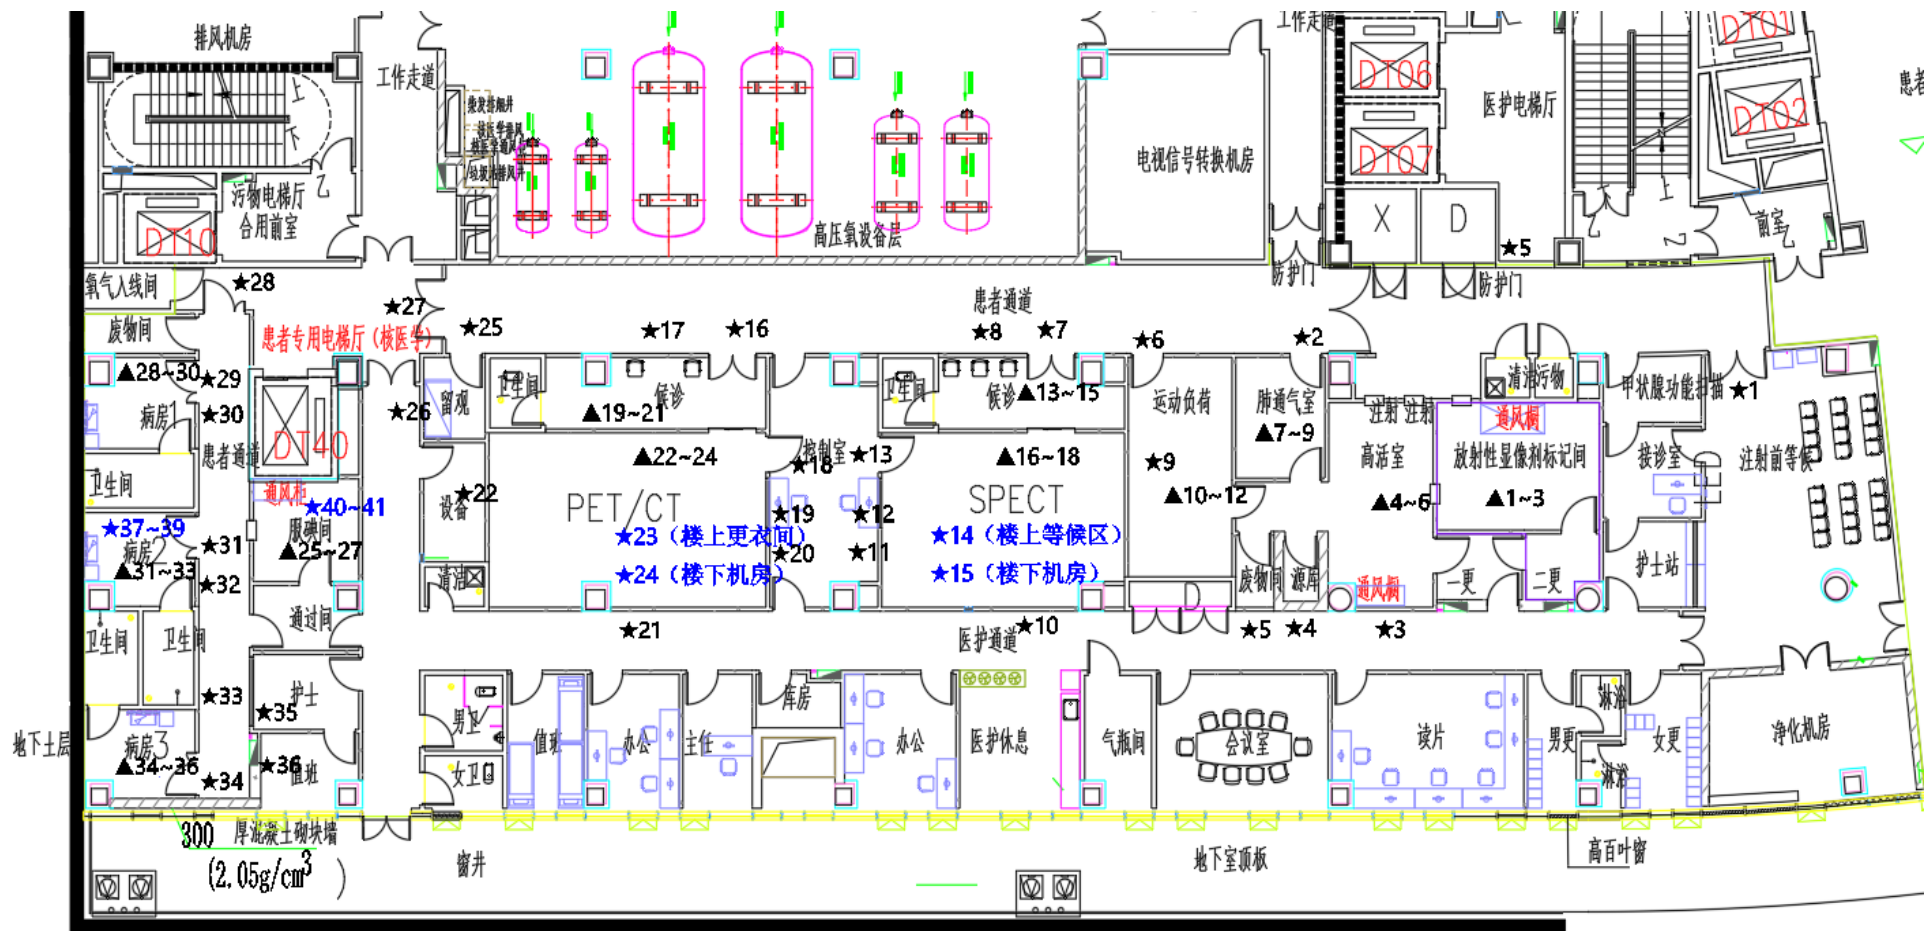 排风机房
工作走道
工作走道
上
下
DT06
DT07
DT01
DT02
医护电梯厅
患者
电视信号转换机房
污物电梯厅
合用前室
乙
DT10
高压氧设备层
X
D
下
上
乙
乙
前室
乙
★5
氧气入线间
★28
★27
患者通道
防护门
防护门
废物间
患者专用电梯厅(核医学)
★25
★17
★16
★8
★7
★6
★2
▲28~30
★29
★26
留观
卫生间
候诊
▲19~21
卫生间
候诊
▲13~15
运动负荷
肺通气室
▲7~9
注射
注射
清洁
污物
通风橱
甲状腺功能扫描
★1
病房1
★30
患者通道
DT40
▲22~24
控制室
★18
★13
▲16~18
★9
高活室
放射性显像剂标记间
接诊室
注射前等候
卫生间
通风柜
★40~41
设备
★22
PET/CT
★19
★12
SPECT
▲10~12
▲4~6
▲1~3
★37~39
病房2
▲31~33
★31
★32
服碘间
▲25~27
★23（楼上更衣间）
★24（楼下机房）
★20
★11
★14（楼上等候区）
★15（楼下机房）
清洁
D
废物间
源库
通风橱
一更
二更
护士站
卫生间
卫生间
通过间
★21
医护通道
★10
★5
★4
★3
★33
护士
★35
男卫
值班
办公
主任
库房
办公
医护休息
气瓶间
会议室
读片
男更
淋浴
淋浴
女更
净化机房
地下土层
病房3
▲34~36
★34
★36
值班
女卫
300
厚混凝土砌块墙
(2.05g/cm³)
窗井
地下室顶板
高百叶窗